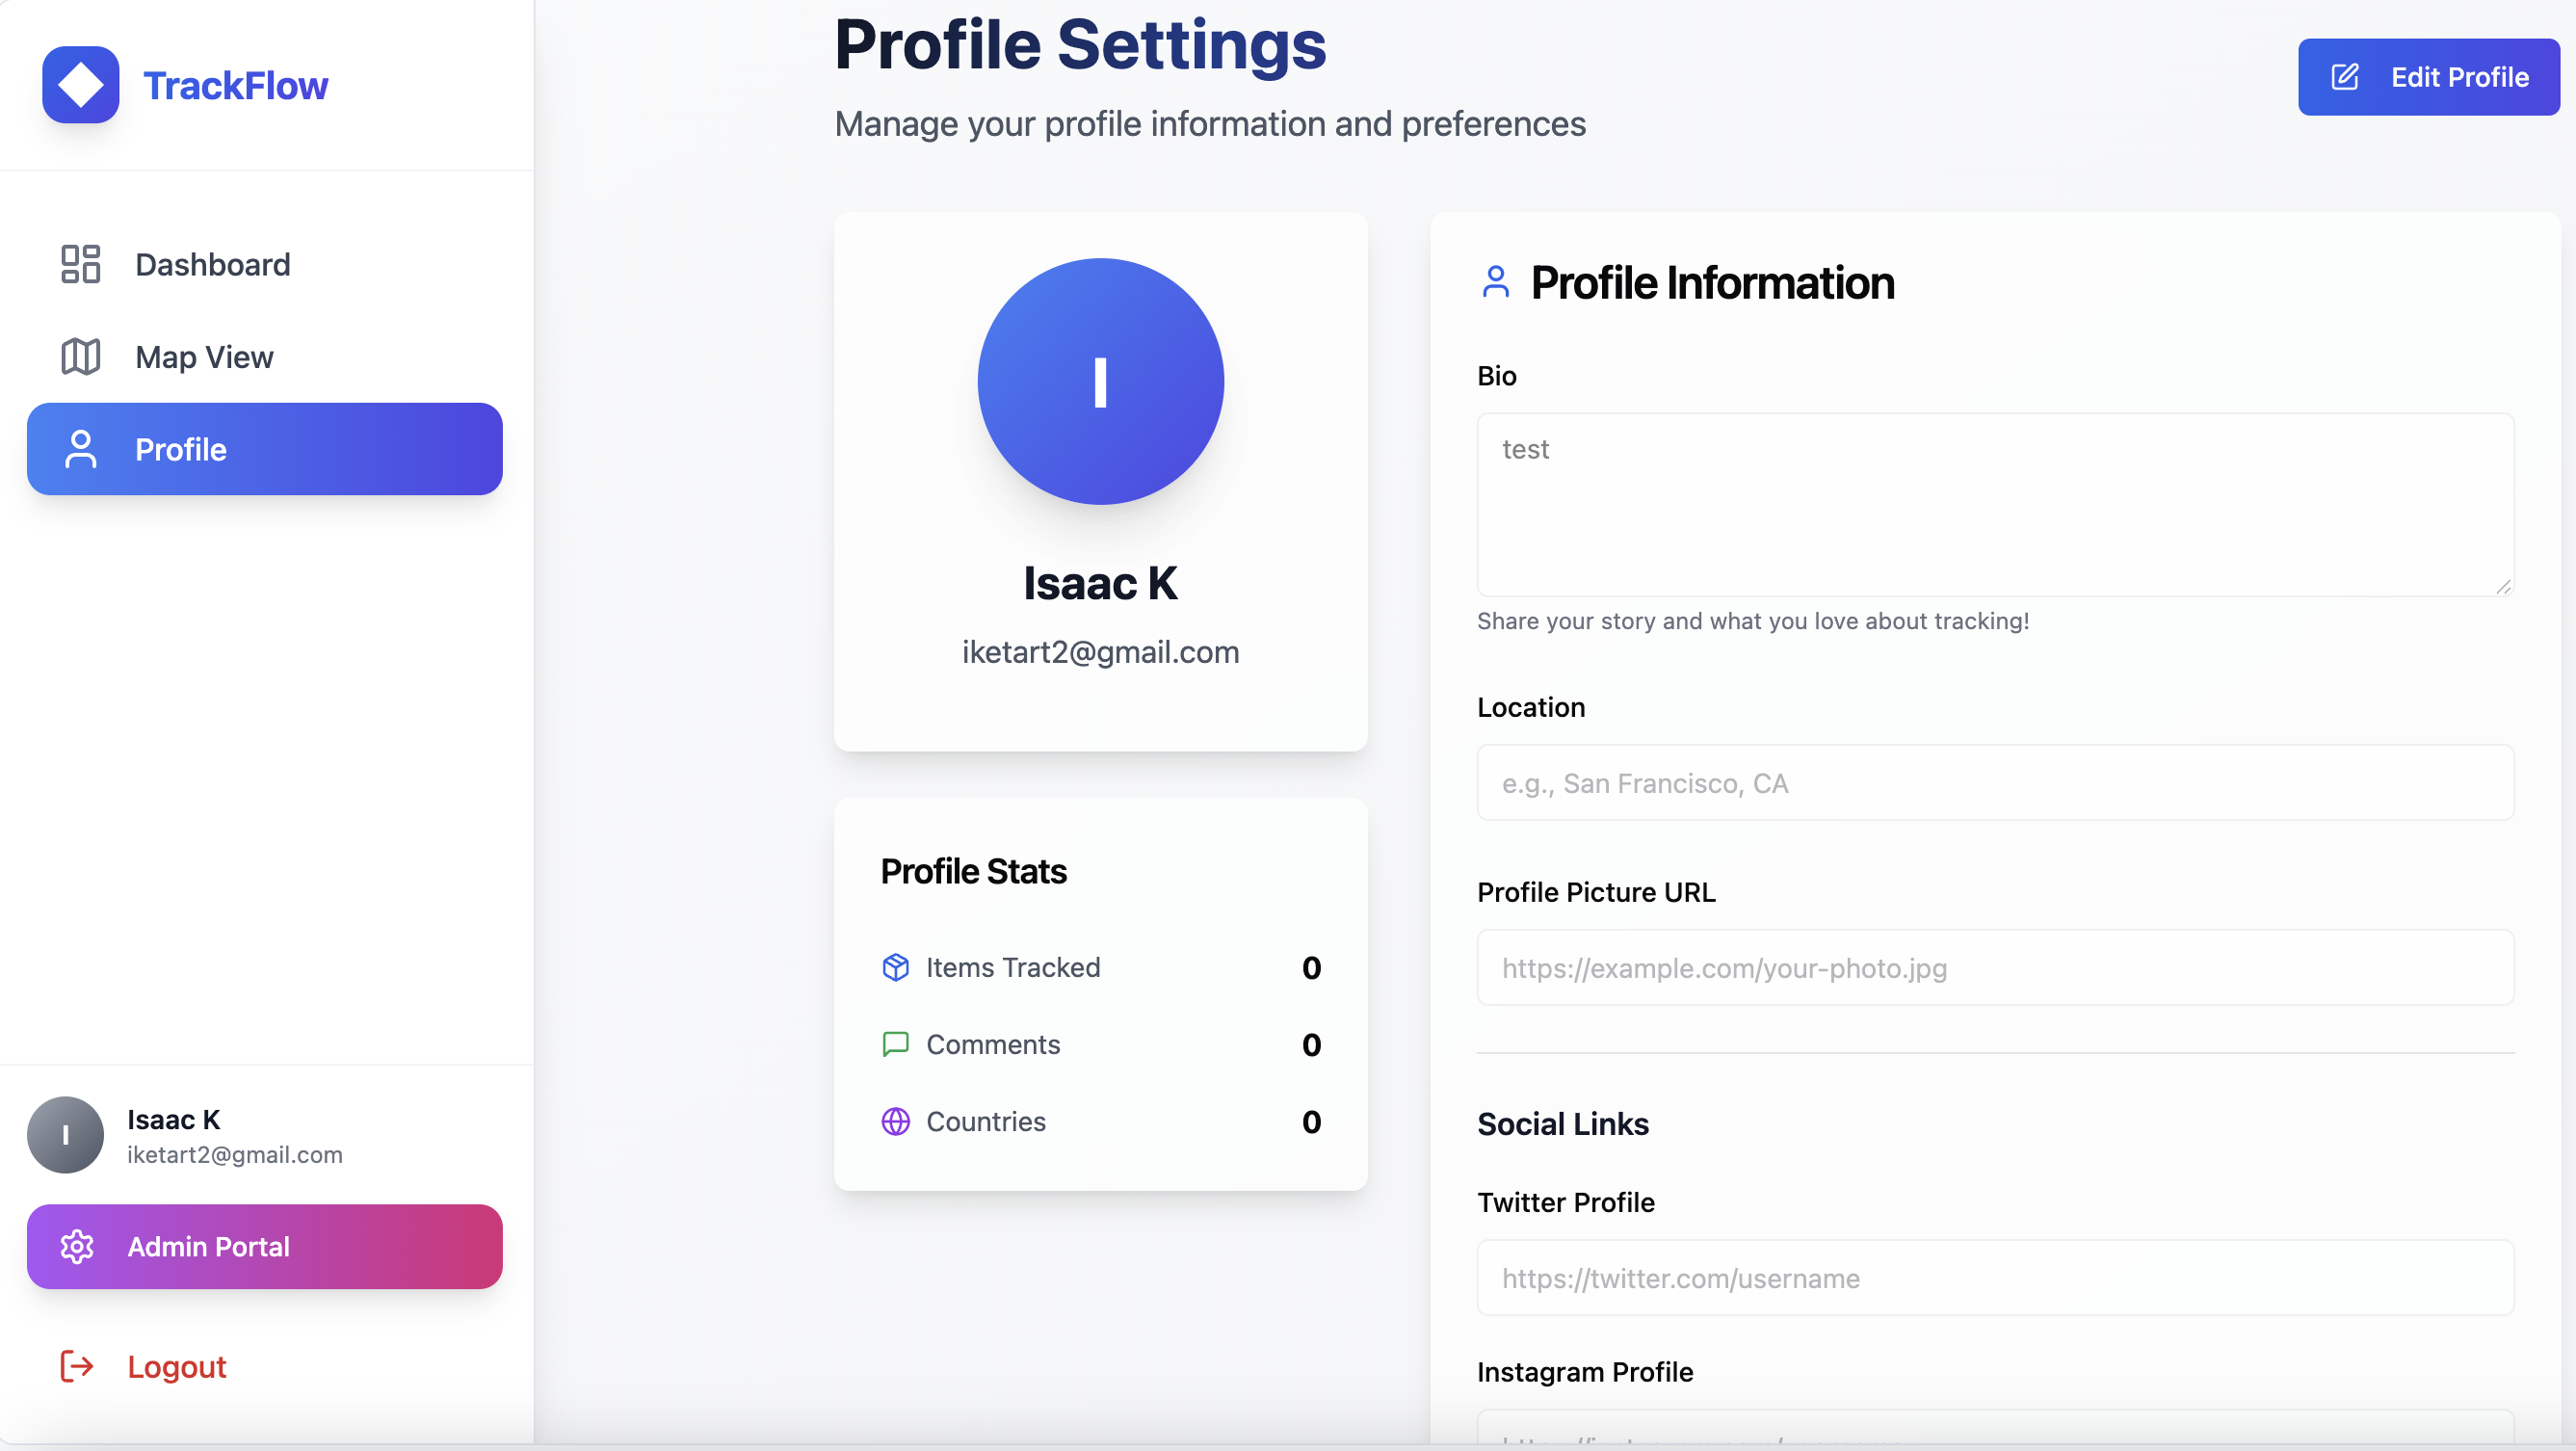 TrackFlow
Dashboard
Map View
Profile
I
Isaac K
iketart2@gmail.com
Admin Portal
Logout
Profile Settings
Manage your profile information and preferences
Edit Profile
I
Isaac K
iketart2@gmail.com
Profile Stats
Items Tracked 0
Comments 0
Countries 0
Profile Information
Bio
test
Share your story and what you love about tracking!
Location
e.g., San Francisco, CA
Profile Picture URL
https://example.com/your-photo.jpg
Social Links
Twitter Profile
https://twitter.com/username
Instagram Profile